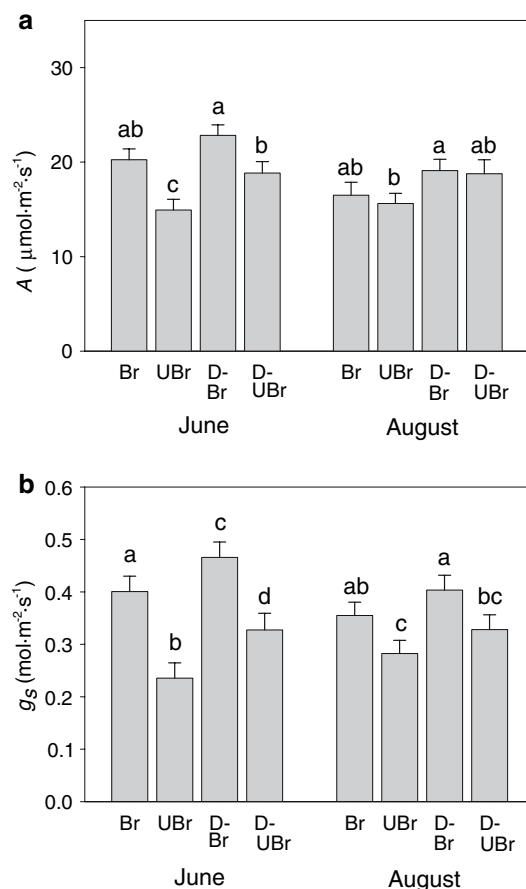 a
A ( μmol·m-2·s-1)
30
20
10
0
ab
c
a
b
ab
b
a
ab
Br UBr D-Br D-UBr Br UBr D-Br D-UBr
June August
b
gs (mol·m-2·s-1)
0.6
0.5
0.4
0.3
0.2
0.1
0.0
a
b
c
d
ab
c
a
bc
Br UBr D-Br D-UBr Br UBr D-Br D-UBr
June August